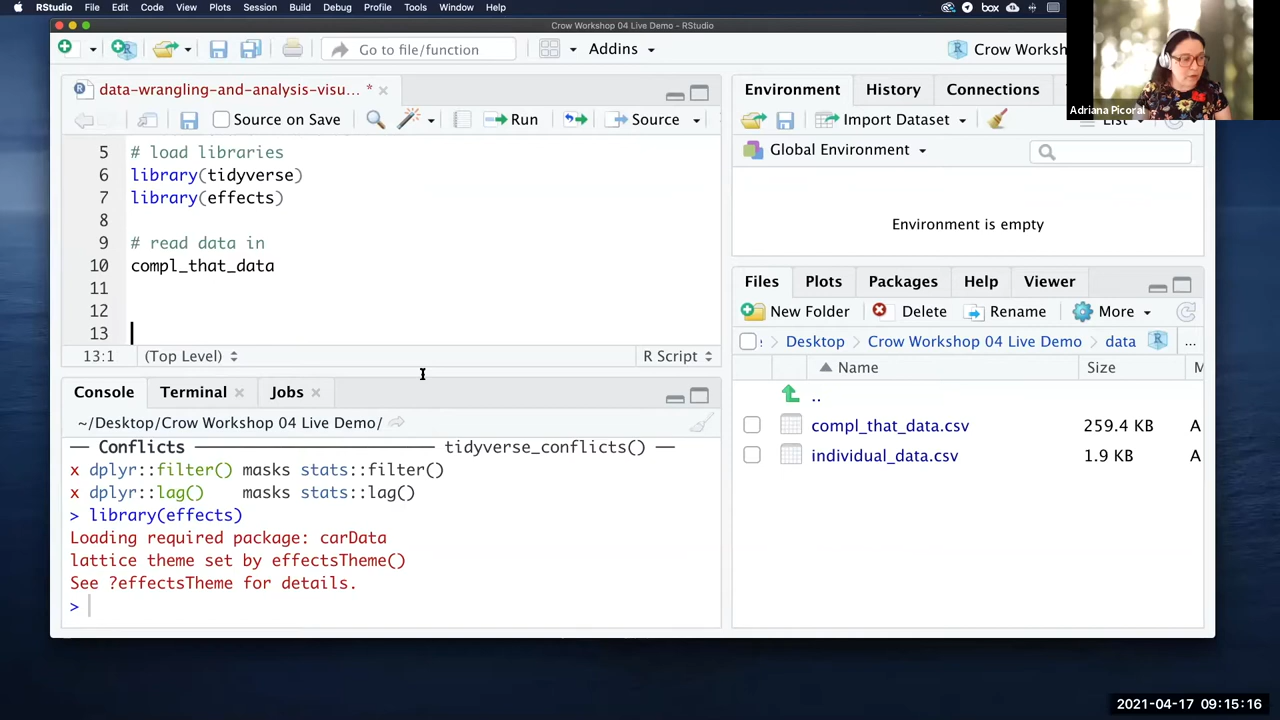 RStudio File Edit Code View Plots Session Build Debug Profile Tools Window Help
box
Crow Workshop 04 Live Demo - RStudio
Go to file/function
Addins
Crow Worksh
Adriana Picoral
data-wrangling-and-analysis-visu... *
Source on Save
Run
Source
5 # load libraries
6 library(tidyverse)
7 library(effects)
8
9 # read data in
10 compl_that_data
11
12
13
13:1 (Top Level) R Script
Console Terminal Jobs
~/Desktop/Crow Workshop 04 Live Demo/
— Conflicts ———————— tidyverse_conflicts() —
x dplyr::filter() masks stats::filter()
x dplyr::lag() masks stats::lag()
> library(effects)
Loading required package: carData
lattice theme set by effectsTheme()
See ?effectsTheme for details.
>
Environment History Connections
Import Dataset
List
Global Environment
Environment is empty
Files Plots Packages Help Viewer
New Folder Delete Rename More
Desktop Crow Workshop 04 Live Demo data ...
Name Size M
..
compl_that_data.csv 259.4 KB A
individual_data.csv 1.9 KB A
2021-04-17 09:15:16